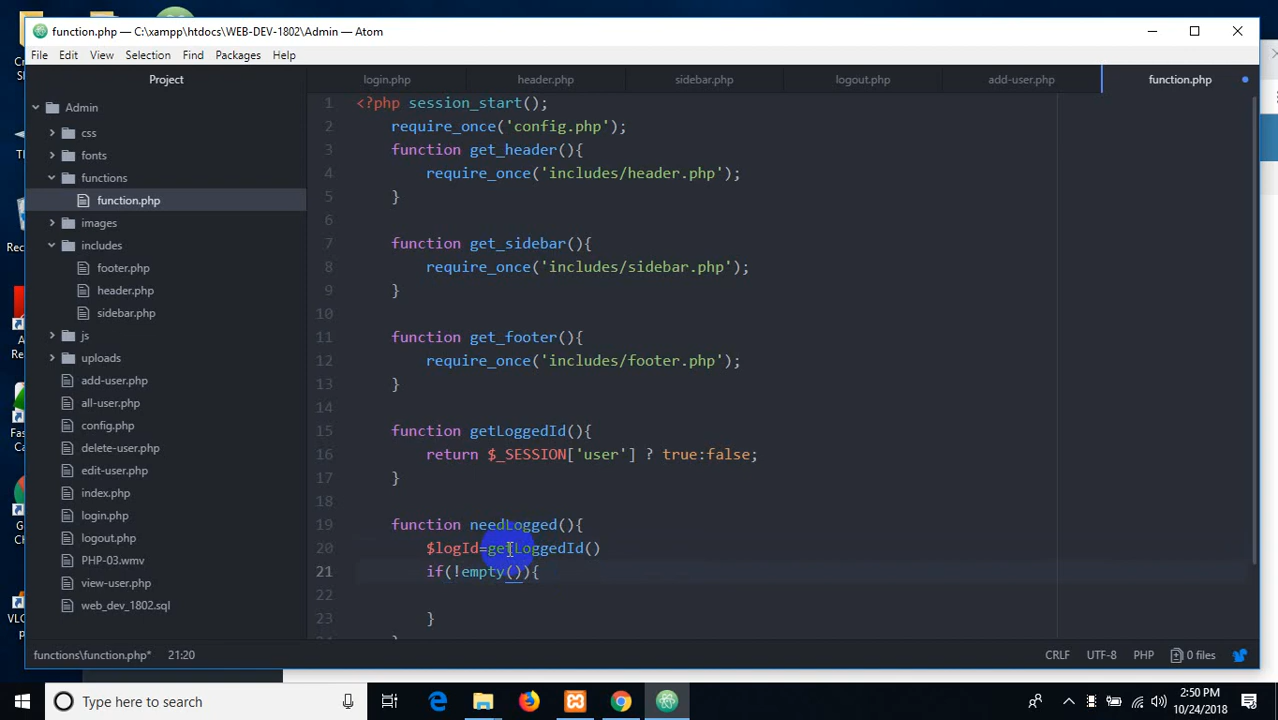 function.php — C:\xampp\htdocs\WEB-DEV-1802\Admin — Atom
File Edit View Selection Find Packages Help
Project
login.php header.php sidebar.php logout.php add-user.php function.php
Admin
css
fonts
functions
function.php
images
includes
footer.php
header.php
sidebar.php
js
uploads
add-user.php
all-user.php
config.php
delete-user.php
edit-user.php
index.php
login.php
logout.php
PHP-03.wmv
view-user.php
web_dev_1802.sql
1 <?php session_start();
2 require_once('config.php');
3 function get_header(){
4 require_once('includes/header.php');
5 }
6
7 function get_sidebar(){
8 require_once('includes/sidebar.php');
9 }
10
11 function get_footer(){
12 require_once('includes/footer.php');
13 }
14
15 function getLoggedId(){
16 return $_SESSION['user'] ? true:false;
17 }
18
19 function needLogged(){
20 $logId=getLoggedId()
21 if(!empty()){
22
23 }
functions\function.php* 21:20 CRLF UTF-8 PHP 0 files
Type here to search
2:50 PM
10/24/2018